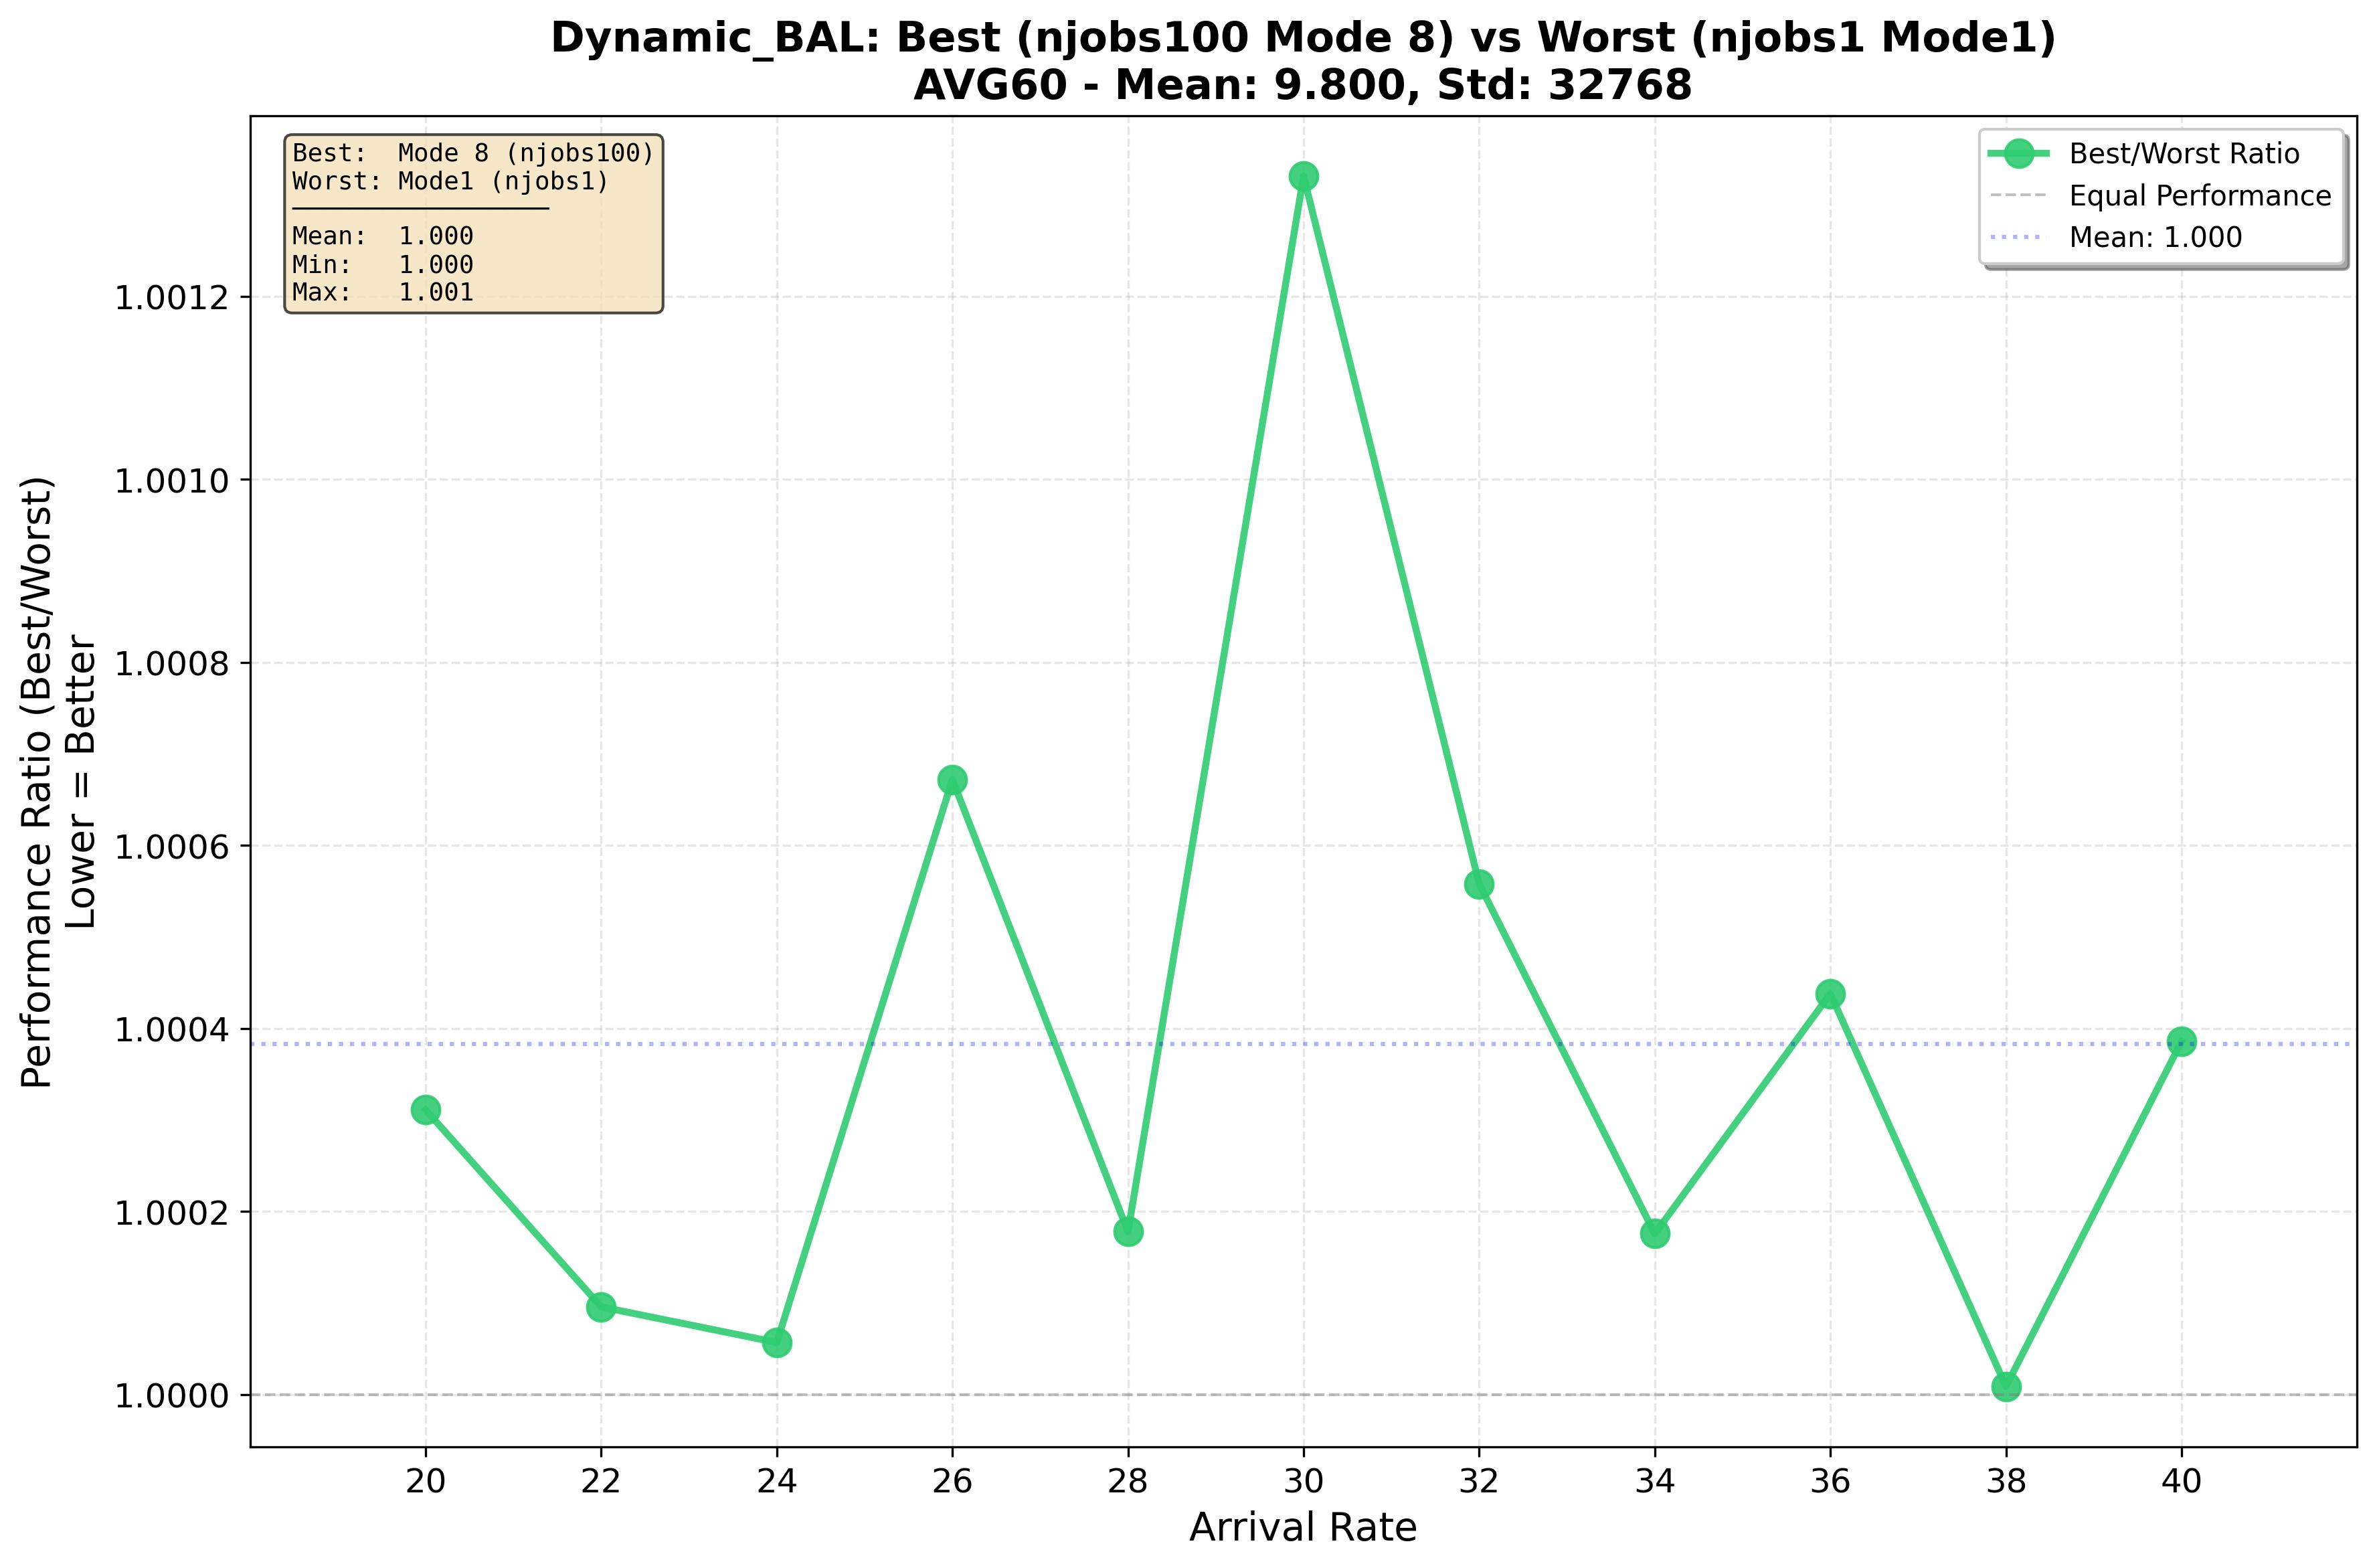 Dynamic_BAL: Best (njobs100 Mode 8) vs Worst (njobs1 Mode1)
AVG60 - Mean: 9.800, Std: 32768
Best:  Mode 8 (njobs100)
Worst: Mode1 (njobs1)
Mean:  1.000
Min:   1.000
Max:   1.001
Best/Worst Ratio
Equal Performance
Mean: 1.000
Performance Ratio (Best/Worst)
Lower = Better
1.0012
1.0010
1.0008
1.0006
1.0004
1.0002
1.0000
20 22 24 26 28 30 32 34 36 38 40
Arrival Rate